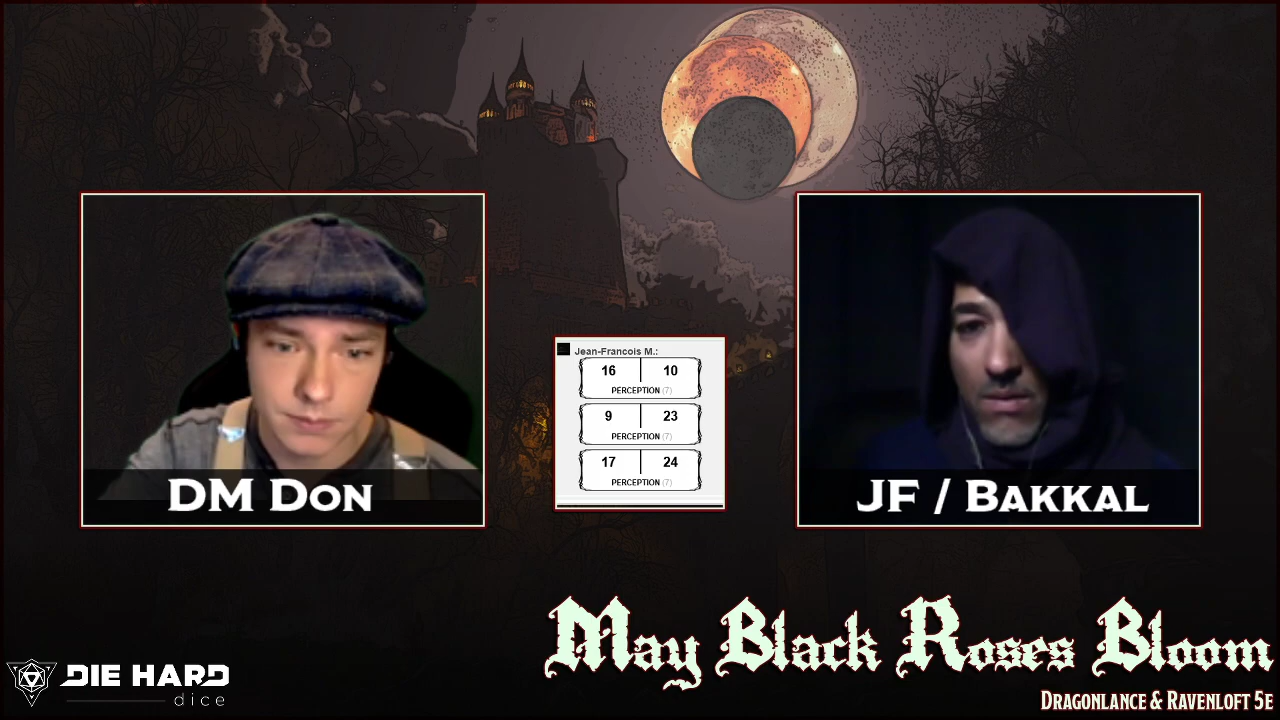 Jean-Francois M.:
16 10
PERCEPTION (7)
9 23
PERCEPTION (7)
17 24
PERCEPTION (7)
DM DON
JF / BAKKAL
May Black Roses Bloom
DRAGONLANCE & RAVENLOFT 5E
DIE HARD
dice